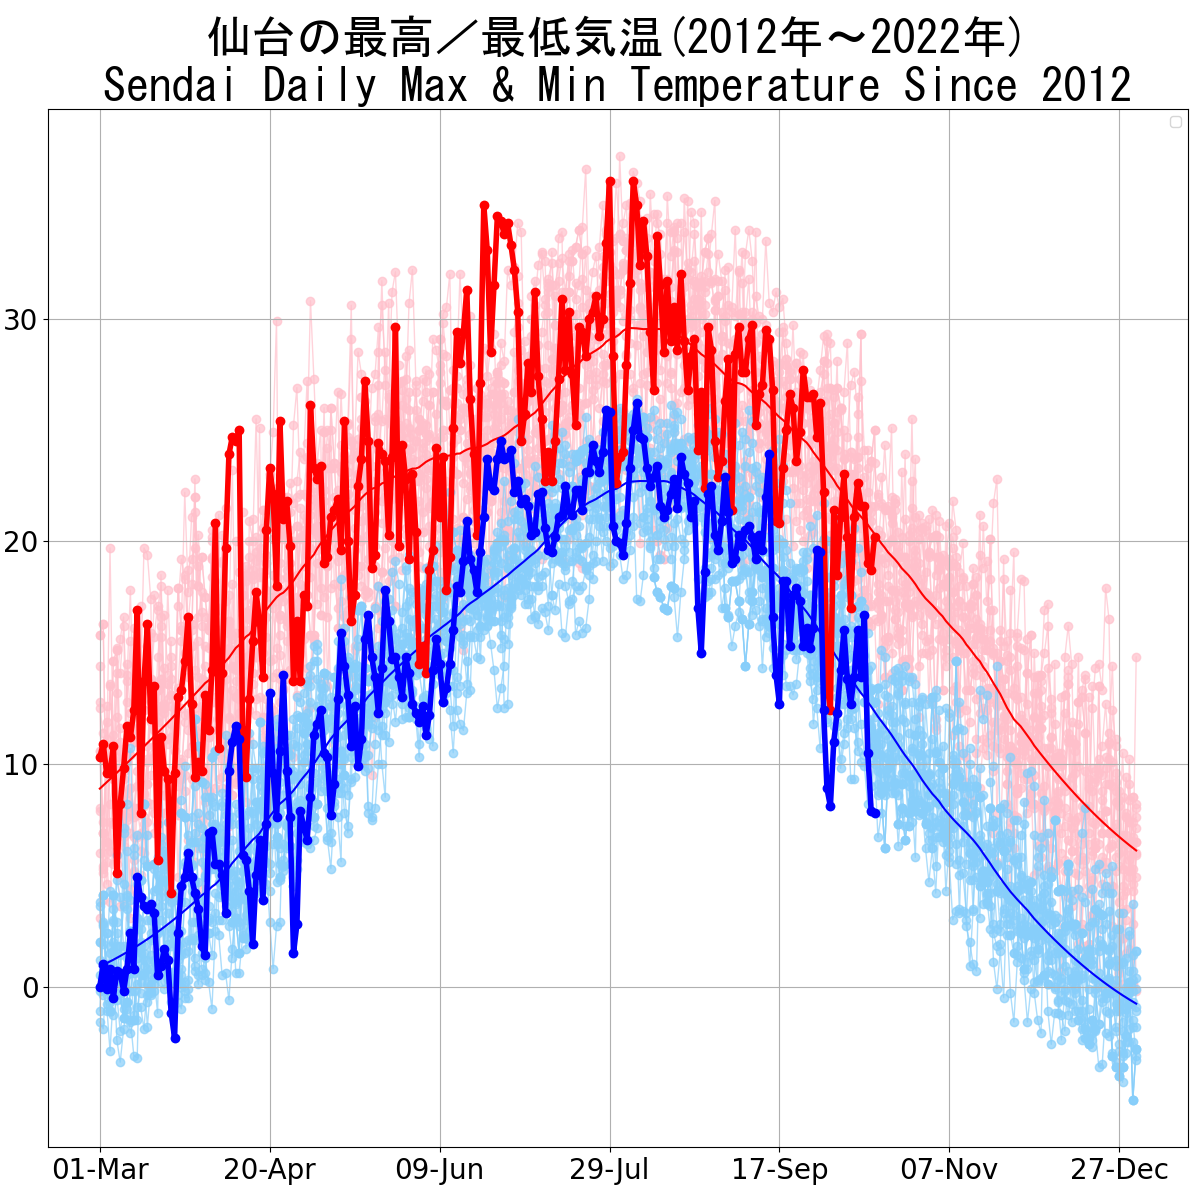 仙台の最高／最低気温(2012年～2022年)
Sendai Daily Max & Min Temperature Since 2012
30
20
10
0
01-Mar 20-Apr 09-Jun 29-Jul 17-Sep 07-Nov 27-Dec